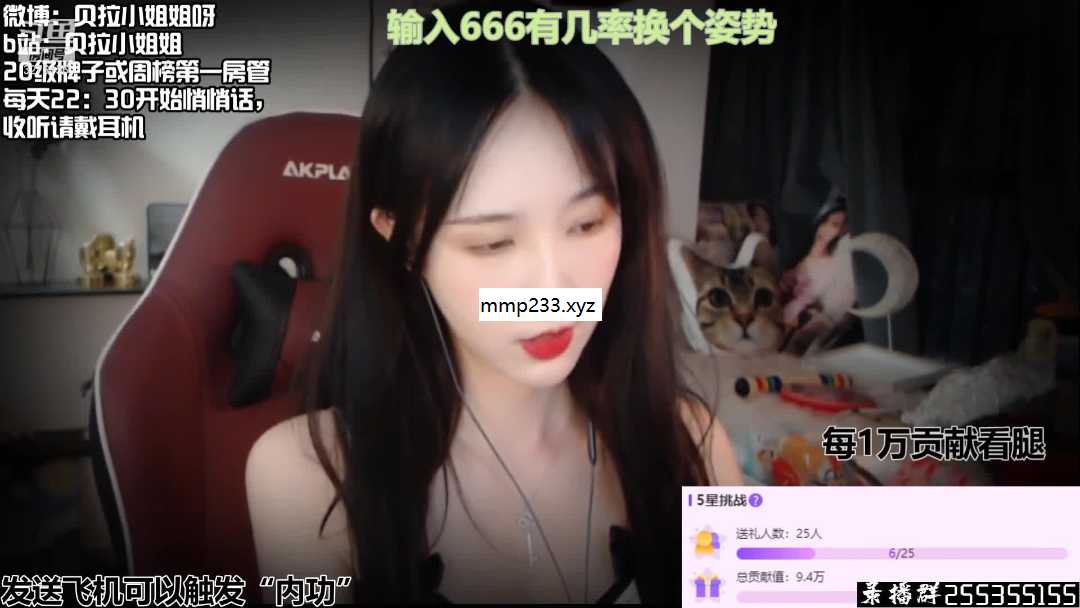 微博：贝拉小姐姐呀
b站：贝拉小姐姐
20级牌子或周榜第一房管
每天22：30开始悄悄话，
收听请戴耳机
输入666有几率换个姿势
AKPLA
mmp233.xyz
每1万贡献看腿
5星挑战?
送礼人数：25人
6/25
总贡献值：9.4万
发送飞机可以触发“内功”
录播群255355155